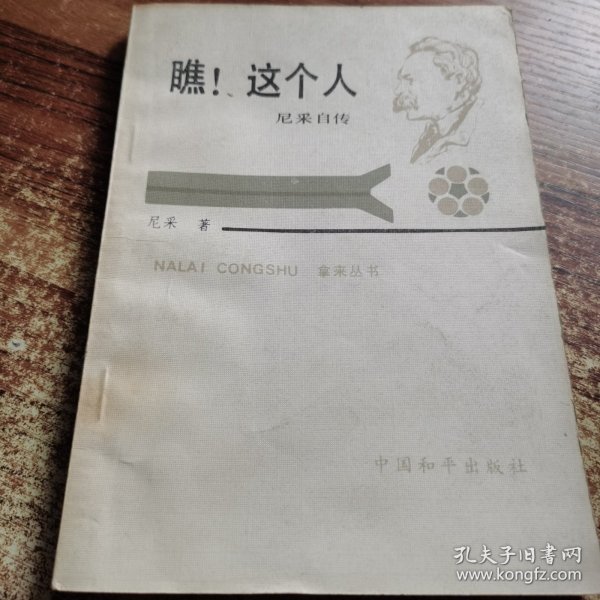 瞧！这个人
尼采自传
尼采 著
NALAI CONGSHU 拿来丛书
中国和平出版社
孔夫子旧书网
www.kongfz.com